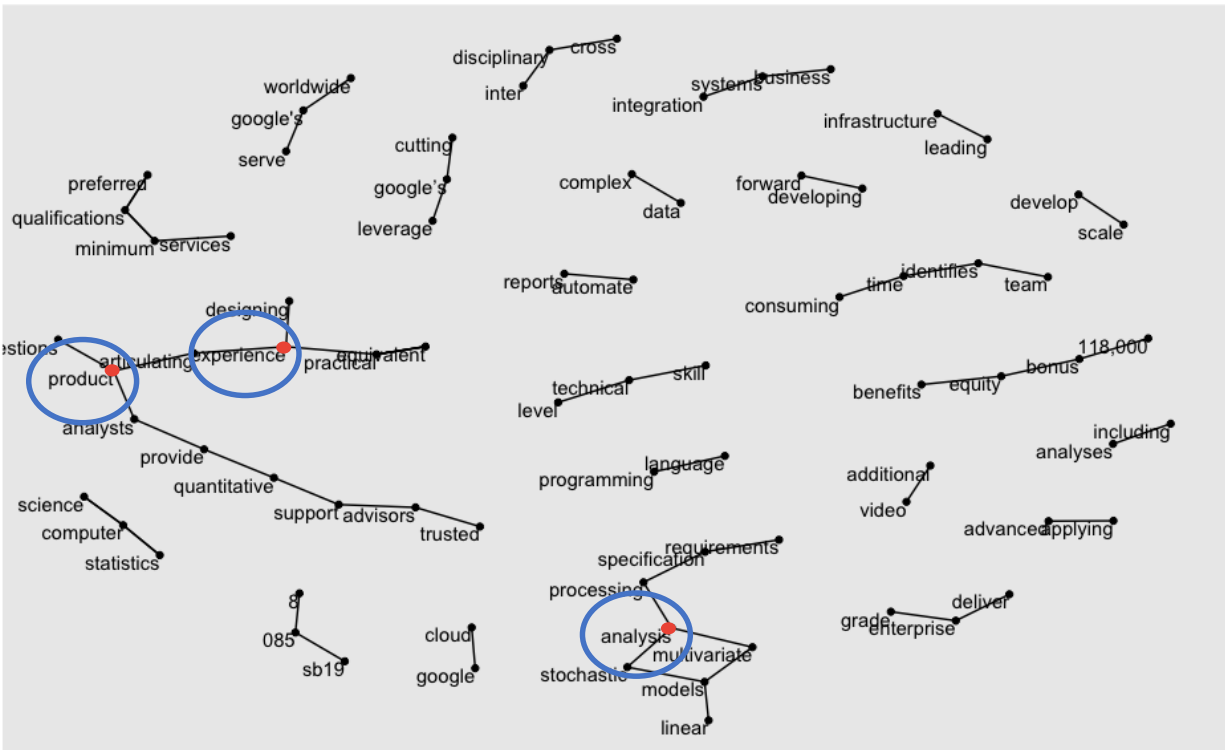 cross
disciplinary
inter
worldwide
google's
serve
systems
business
integration
infrastructure
leading
cutting
google's
leverage
preferred
qualifications
minimum
services
complex
data
forward
developing
develop
scale
reports
automate
identifies
time
team
consuming
designing
estions
product
articulating
experience
practical
equivalent
analysts
provide
quantitative
support
advisors
trusted
technical
skill
level
118,000
bonus
equity
benefits
including
analyses
language
programming
additional
video
advanced
applying
science
computer
statistics
requirements
specification
processing
analysis
multivariate
stochastic
models
linear
8
085
sb19
cloud
google
deliver
grade
enterprise